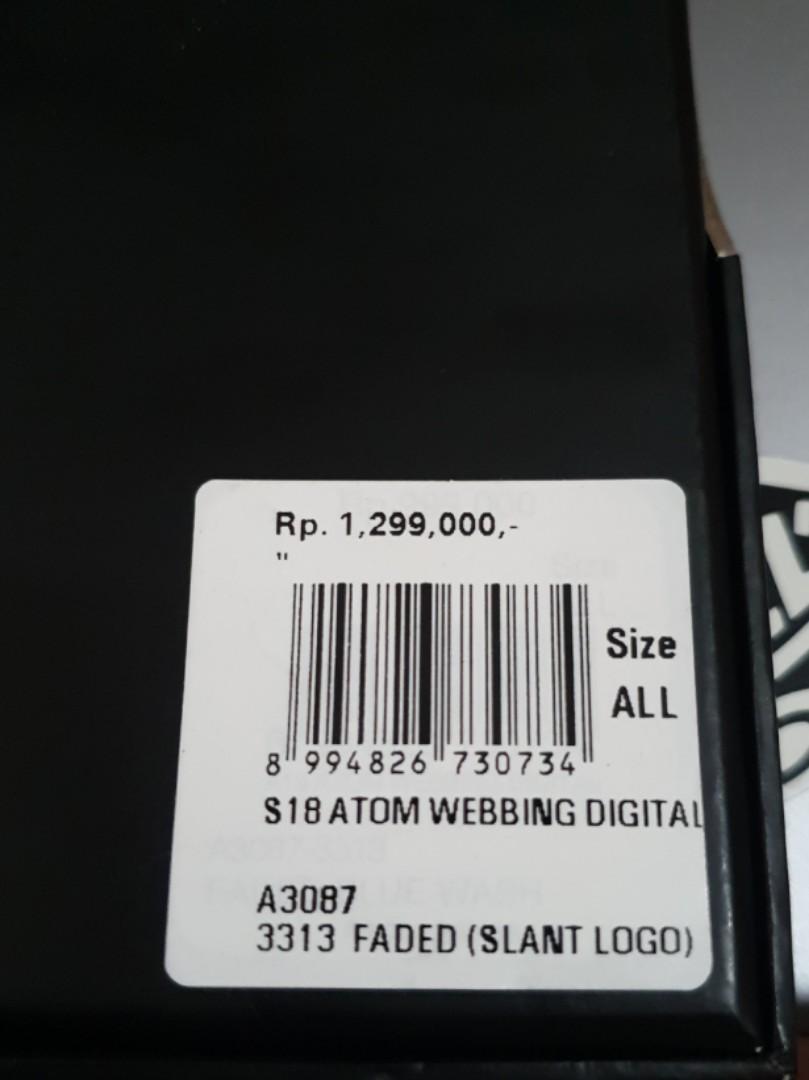 Rp. 1,299,000,-
"
Size
ALL
8 994826 730734
S18 ATOM WEBBING DIGITAL
A3087
3313 FADED (SLANT LOGO)